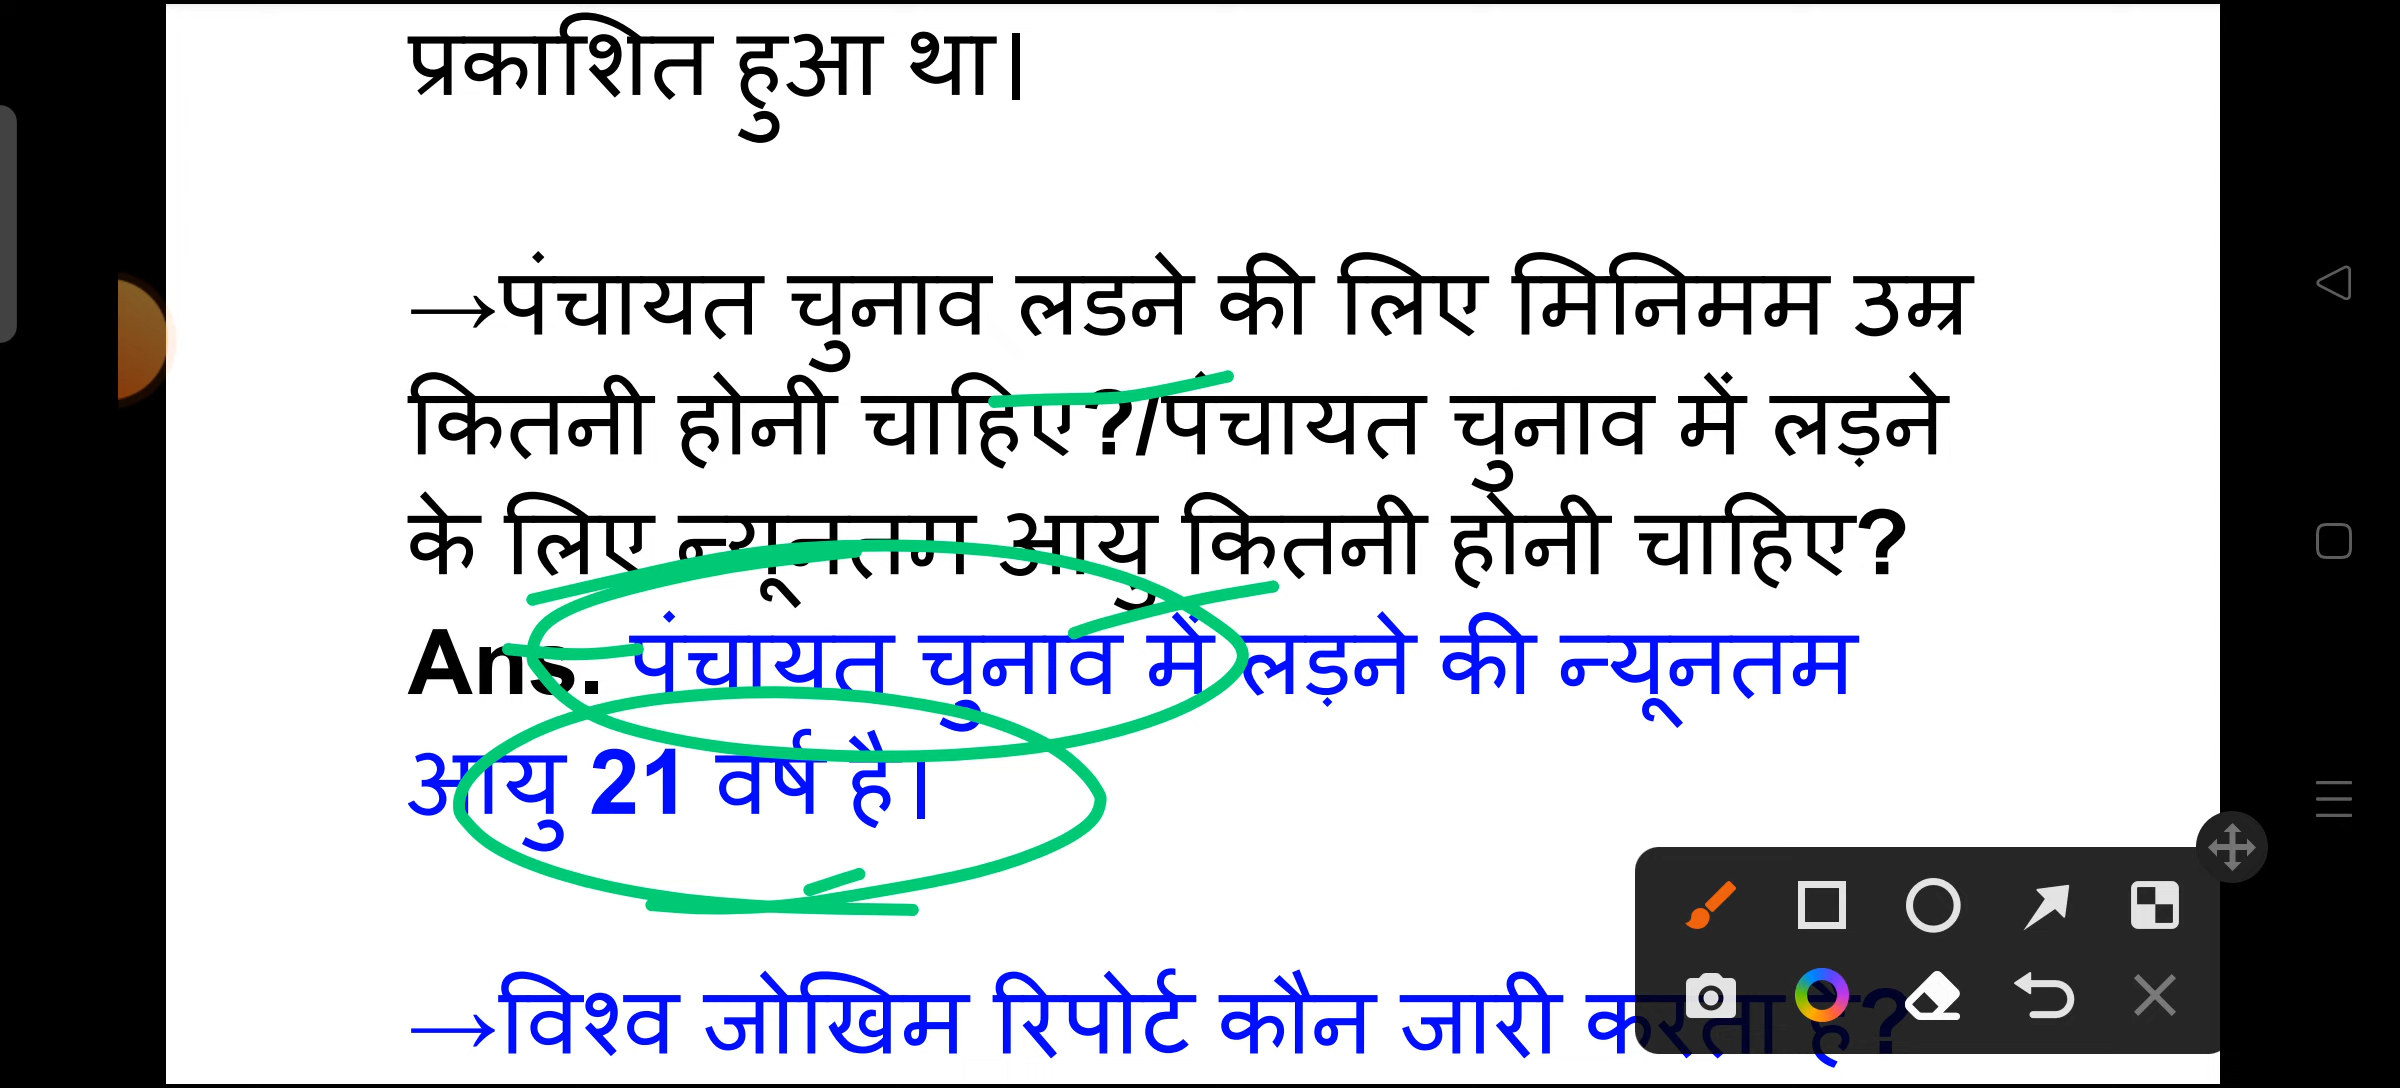 प्रकाशित हुआ था।
→पंचायत चुनाव लडने की लिए मिनिमम उम्र
कितनी होनी चाहिए?/पंचायत चुनाव में लड़ने
के लिए न्यूनतम आयु कितनी होनी चाहिए?
Ans. पंचायत चुनाव में लड़ने की न्यूनतम
आयु 21 वर्ष है।
→विश्व जोखिम रिपोर्ट कौन जारी करता है?